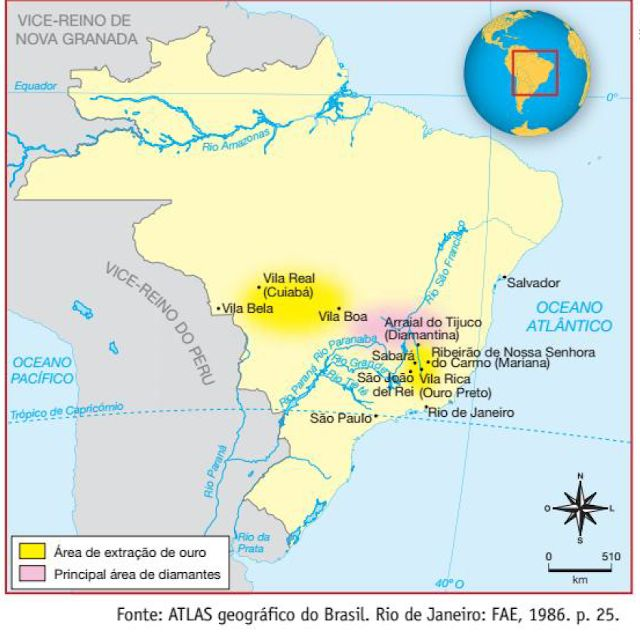 VICE-REINO DE
NOVA GRANADA
Equador
0º
Rio Amazonas
Rio São Francisco
VICE-REINO DO PERU
Vila Real
(Cuiabá)
Vila Bela
Vila Boa
Salvador
OCEANO
ATLÂNTICO
Arraial do Tijuco
(Diamantina)
Rio Paranaíba
Sabará
Ribeirão de Nossa Senhora
do Carmo (Mariana)
Rio Grande
São João
del Rei
Vila Rica
(Ouro Preto)
Rio Tietê
Rio Paraná
OCEANO
PACÍFICO
Trópico de Capricórnio
São Paulo
Rio de Janeiro
Rio Paraná
Rio da
Prata
N
O
L
S
0
510
km
40º O
Área de extração de ouro
Principal área de diamantes
Fonte: ATLAS geográfico do Brasil. Rio de Janeiro: FAE, 1986. p. 25.